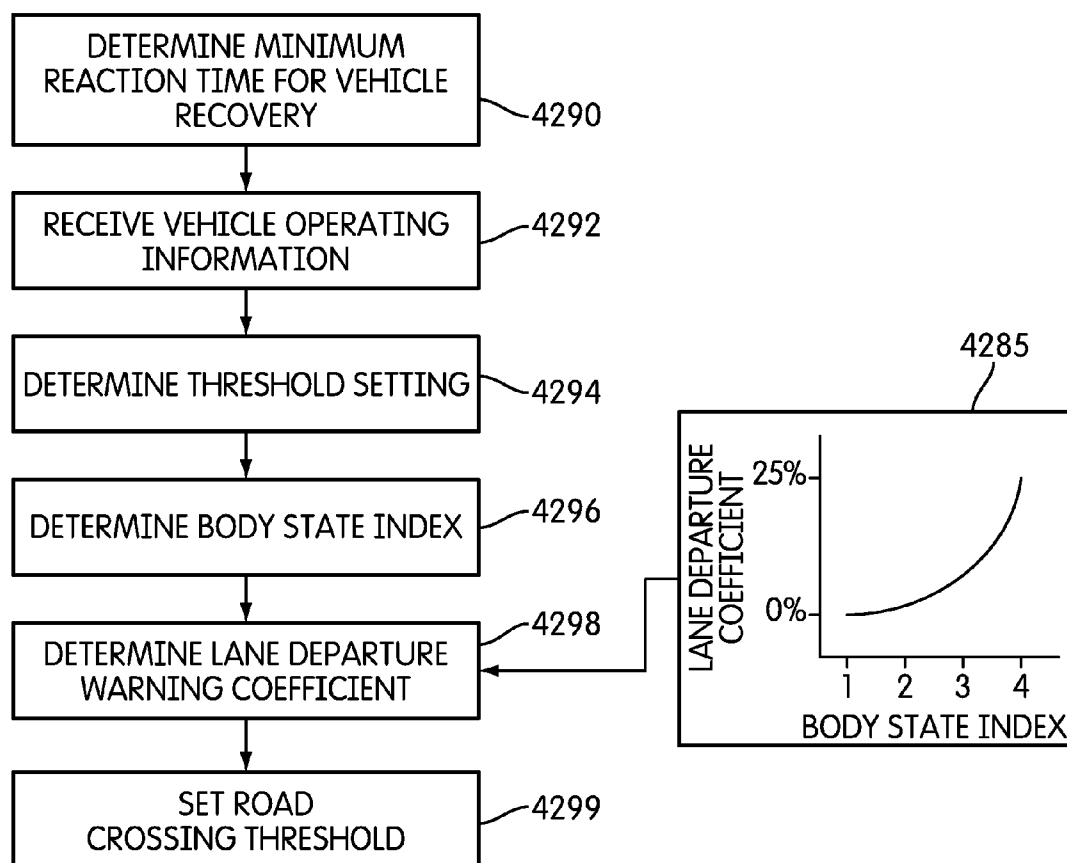 DETERMINE MINIMUM
REACTION TIME FOR VEHICLE
RECOVERY
4290
RECEIVE VEHICLE OPERATING
INFORMATION
4292
DETERMINE THRESHOLD SETTING
4294
DETERMINE BODY STATE INDEX
4296
DETERMINE LANE DEPARTURE
WARNING COEFFICIENT
4298
SET ROAD
CROSSING THRESHOLD
4299
4285
LANE DEPARTURE
COEFFICIENT
25%
0%
1 2 3 4
BODY STATE INDEX